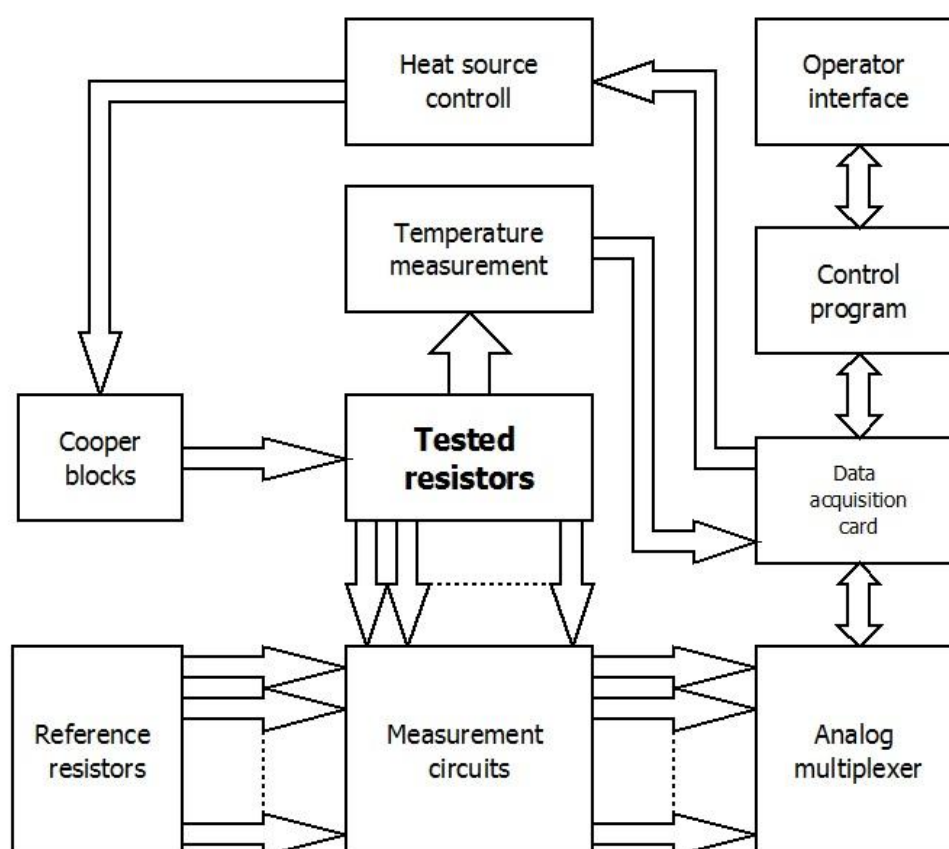 Heat source
controll
Operator
interface
Temperature
measurement
Control
program
Cooper
blocks
Tested
resistors
Data
acquisition
card
Reference
resistors
Measurement
circuits
Analog
multiplexer